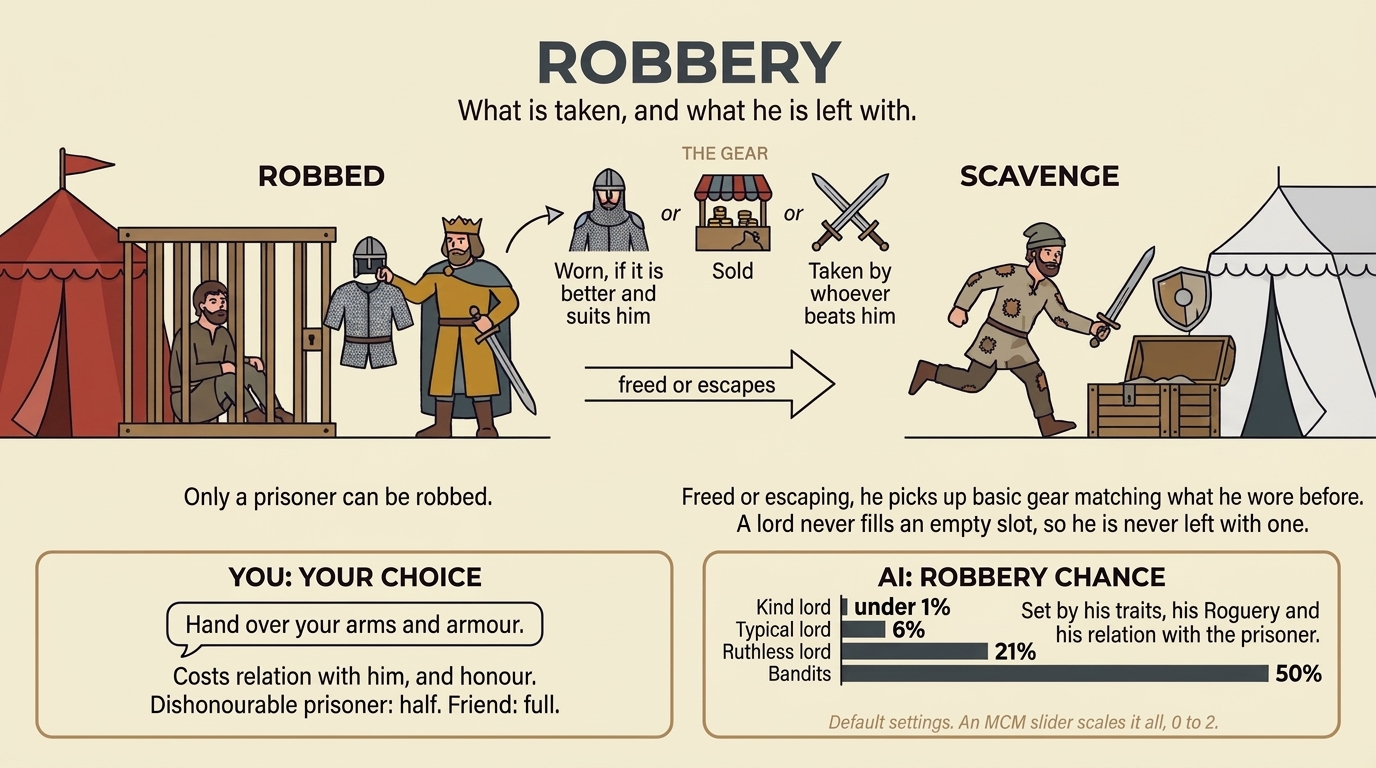 ROBBERY
What is taken, and what he is left with.
ROBBED
THE GEAR
SCAVENGE
or
or
Worn, if it is
better and
suits him
Sold
Taken by
whoever
beats him
freed or escapes
Only a prisoner can be robbed.
Freed or escaping, he picks up basic gear matching what he wore before.
A lord never fills an empty slot, so he is never left with one.
YOU: YOUR CHOICE
Hand over your arms and armour.
Costs relation with him, and honour.
Dishonourable prisoner: half. Friend: full.
AI: ROBBERY CHANCE
Kind lord under 1%
Typical lord 6%
Ruthless lord 21%
Bandits 50%
Set by his traits, his Roguery and
his relation with the prisoner.
Default settings. An MCM slider scales it all, 0 to 2.